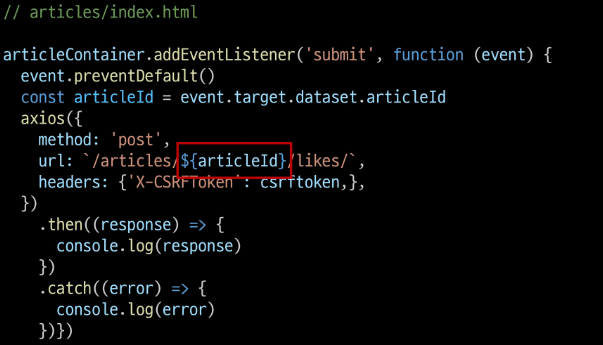 // articles/index.html
articleContainer.addEventListener('submit', function (event) {
event.preventDefault()
const articleId = event.target.dataset.articleId
axios({
method: 'post',
url: `/articles/${articleId}/likes/`,
headers: {'X-CSRFToken': csrftoken,},
})
.then((response) => {
console.log(response)
})
.catch((error) => {
console.log(error)
})})